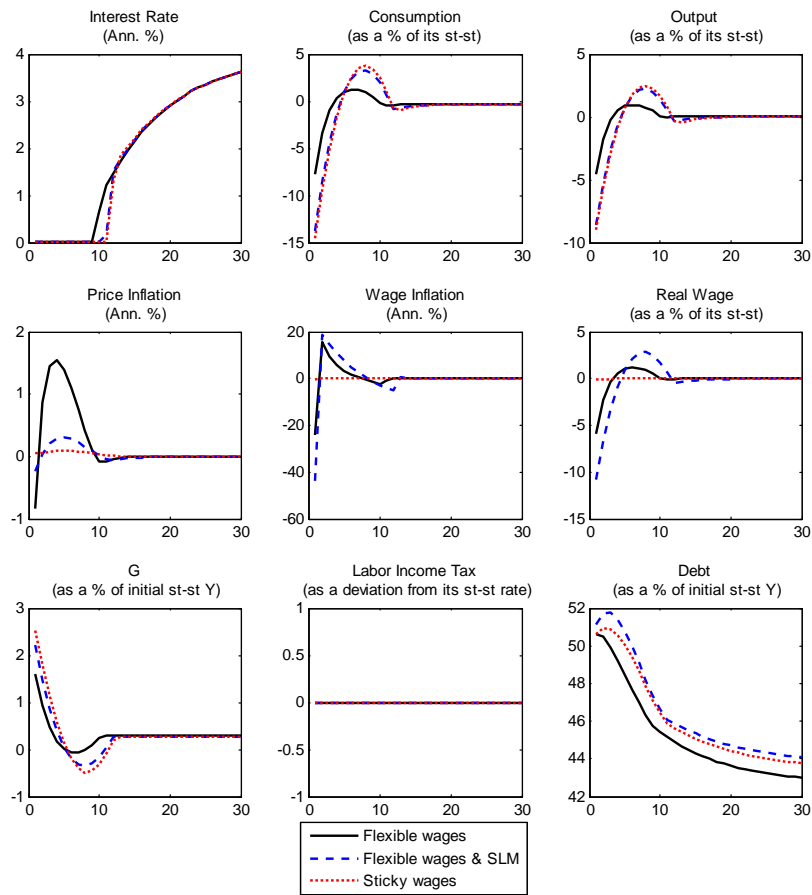 Interest Rate
(Ann. %)
Consumption
(as a % of its st-st)
Output
(as a % of its st-st)
4
3
2
1
0
0 10 20 30
5
0
-5
-10
-15
0 10 20 30
5
0
-5
-10
0 10 20 30
Price Inflation
(Ann. %)
Wage Inflation
(Ann. %)
Real Wage
(as a % of its st-st)
2
1
0
-1
0 10 20 30
20
0
-20
-40
-60
0 10 20 30
5
0
-5
-10
-15
0 10 20 30
G
(as a % of initial st-st Y)
Labor Income Tax
(as a deviation from its st-st rate)
Debt
(as a % of initial st-st Y)
3
2
1
0
-1
0 10 20 30
1
0.5
0
-0.5
-1
0 10 20 30
52
50
48
46
44
42
0 10 20 30
Flexible wages
Flexible wages & SLM
Sticky wages